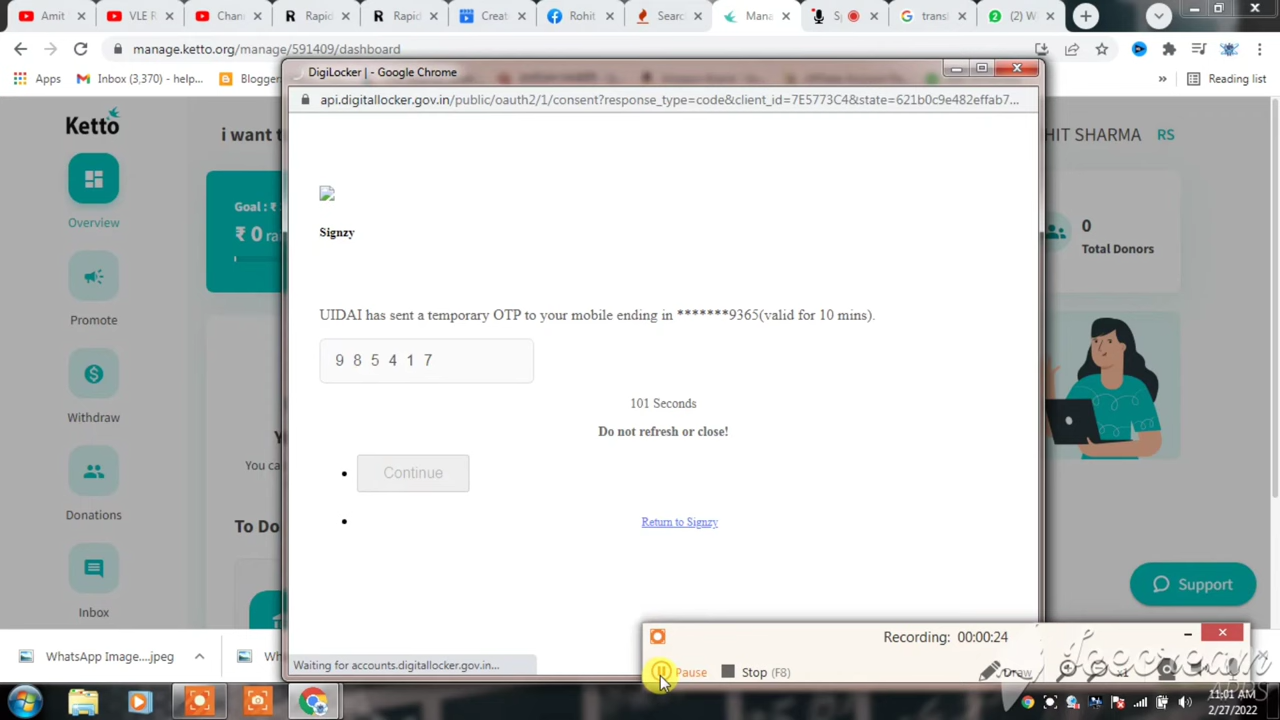 Amit
VLE R
Chan
Rapid
Rapid
Creat
Rohit
Searc
Mana
Sp
transl
(2) W
manage.ketto.org/manage/591409/dashboard
Apps
Inbox (3,370) - help...
Blogger
»
Reading list
DigiLocker | - Google Chrome
api.digitallocker.gov.in/public/oauth2/1/consent?response_type=code&client_id=7E5773C4&state=621b0c9e482effab7...
Ketto
i want t
HIT SHARMA
RS
Overview
Goal : ₹
₹ 0 ra
0
Total Donors
Signzy
Promote
UIDAI has sent a temporary OTP to your mobile ending in *******9365(valid for 10 mins).
9 8 5 4 1 7
101 Seconds
Do not refresh or close!
Withdraw
You ca
Continue
Donations
To Do
Return to Signzy
Inbox
Support
Recording: 00:00:24
Pause
Stop (F8)
Draw
x1
Waiting for accounts.digitallocker.gov.in...
WhatsApp Image....jpeg
Wh
Icecream
APPS
11:01 AM
2/27/2022